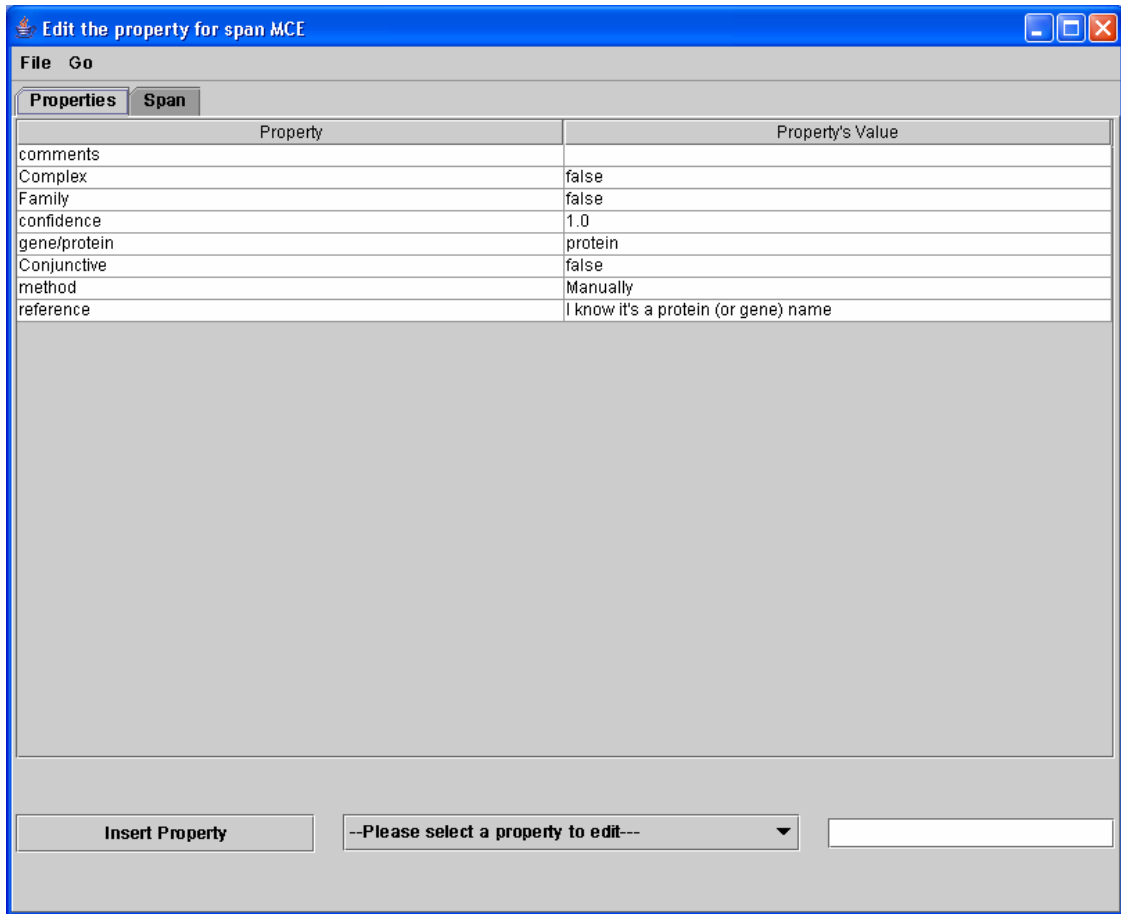 Edit the property for span MCE
File Go
Properties Span
Property Property's Value
comments
Complex false
Family false
confidence 1.0
gene/protein protein
Conjunctive false
method Manually
reference I know it's a protein (or gene) name
Insert Property --Please select a property to edit---